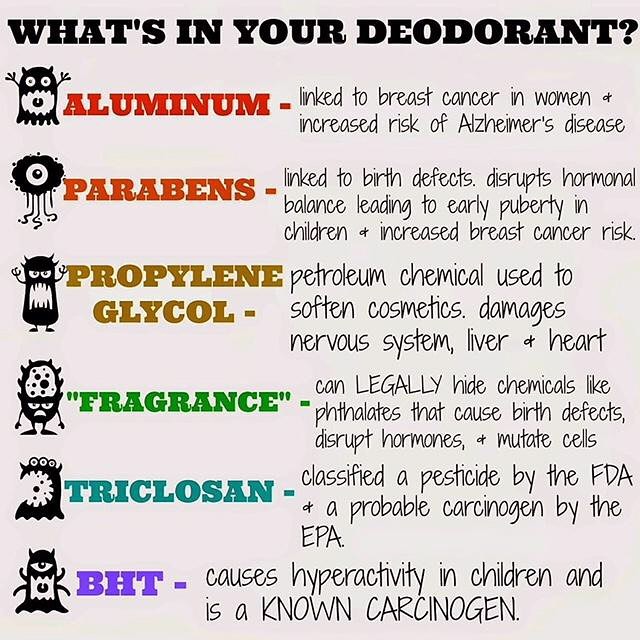 WHAT'S IN YOUR DEODORANT?
ALUMINUM - linked to breast cancer in women &
increased risk of Alzheimer's disease
PARABENS - linked to birth defects. disrupts hormonal
balance leading to early puberty in
children & increased breast cancer risk.
PROPYLENE petroleum chemical used to
GLYCOL - soften cosmetics. damages
nervous system, liver & heart
"FRAGRANCE" - can LEGALLY hide chemicals like
phthalates that cause birth defects,
disrupt hormones, & mutate cells
TRICLOSAN - classified a pesticide by the FDA
& a probable carcinogen by the
EPA.
BHT - causes hyperactivity in children and
is a KNOWN CARCINOGEN.